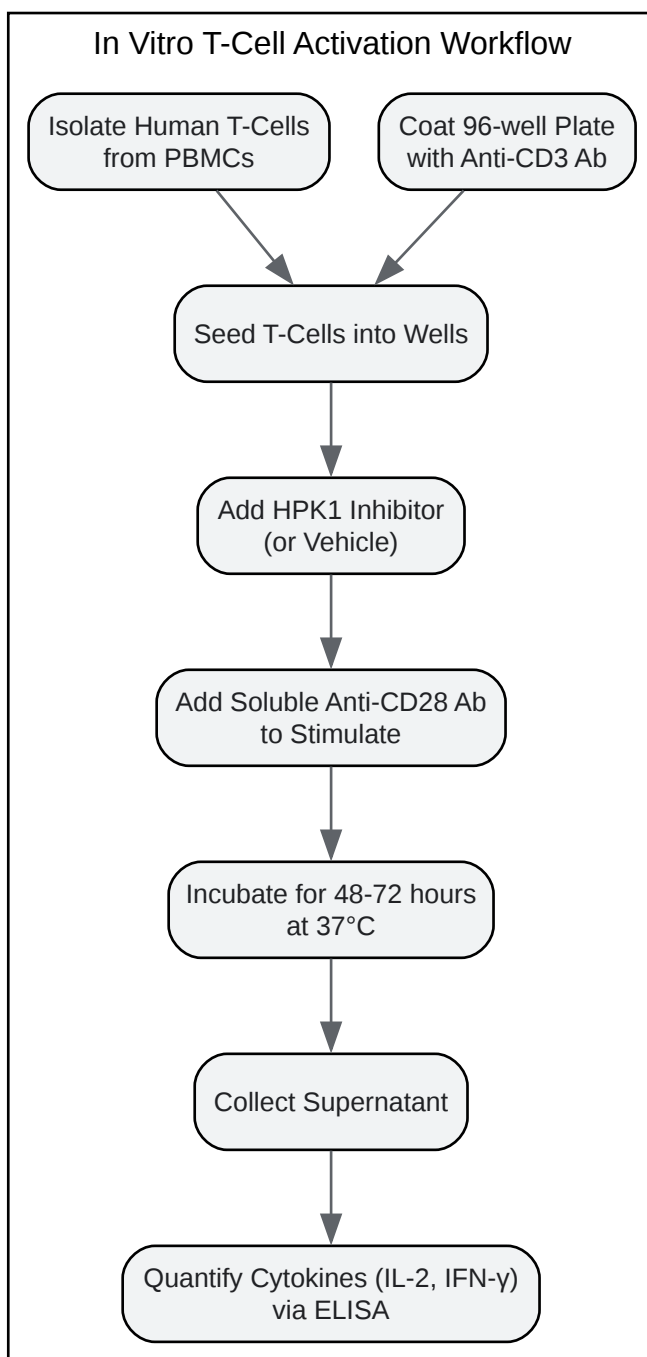 In Vitro T-Cell Activation Workflow
Isolate Human T-Cells
from PBMCs
Coat 96-well Plate
with Anti-CD3 Ab
Seed T-Cells into Wells
Add HPK1 Inhibitor
(or Vehicle)
Add Soluble Anti-CD28 Ab
to Stimulate
Incubate for 48-72 hours
at 37°C
Collect Supernatant
Quantify Cytokines (IL-2, IFN-γ)
via ELISA